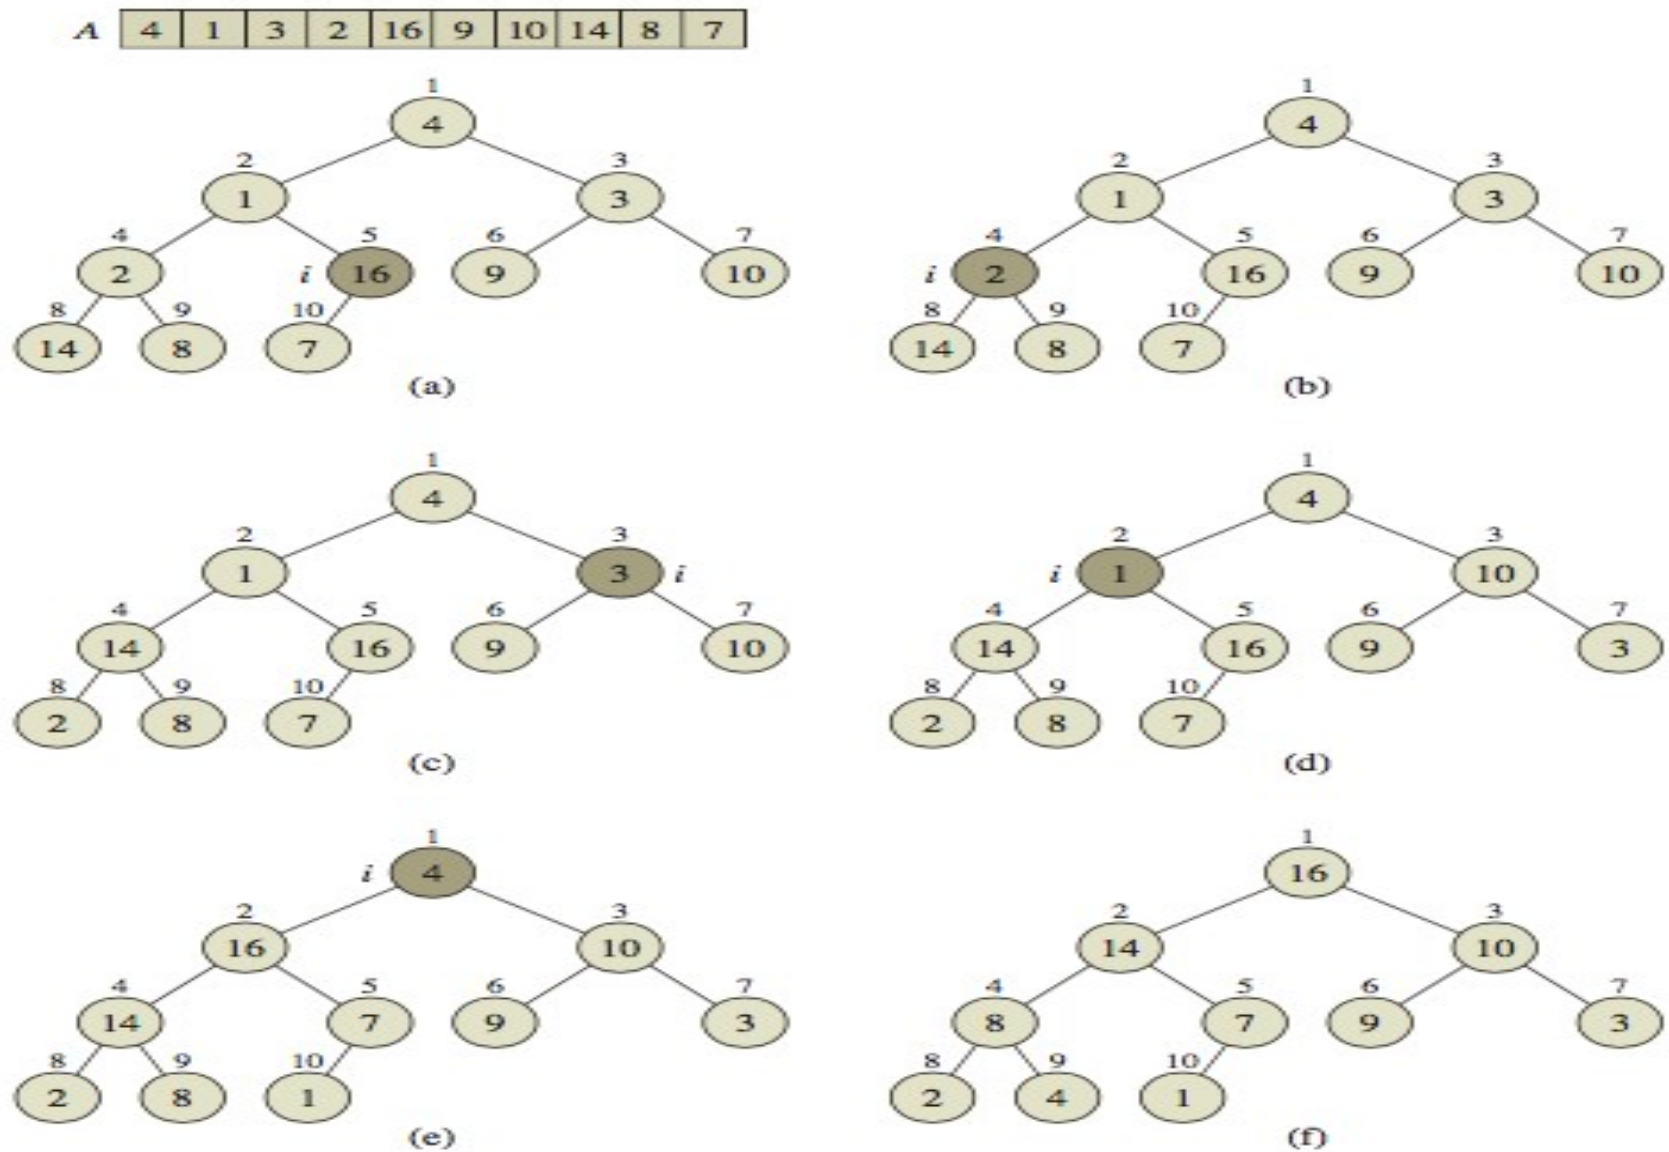 A 4 1 3 2 16 9 10 14 8 7
1 1
4 4
2 3 2 3
1 3 1 3
4 5 6 7 4 5 6 7
2 i 16 9 10 i 2 16 9 10
8 9 10 8 9 10
14 8 7 14 8 7
(a) (b)
1 1
4 4
2 3 2 3
1 3 i i 1 10
4 5 6 7 4 5 6 7
14 16 9 10 14 16 9 3
8 9 10 8 9 10
2 8 7 2 8 7
(c) (d)
1 1
i 4 16
2 3 2 3
16 10 14 10
4 5 6 7 4 5 6 7
14 7 9 3 8 7 9 3
8 9 10 8 9 10
2 8 1 2 4 1
(e) (f)